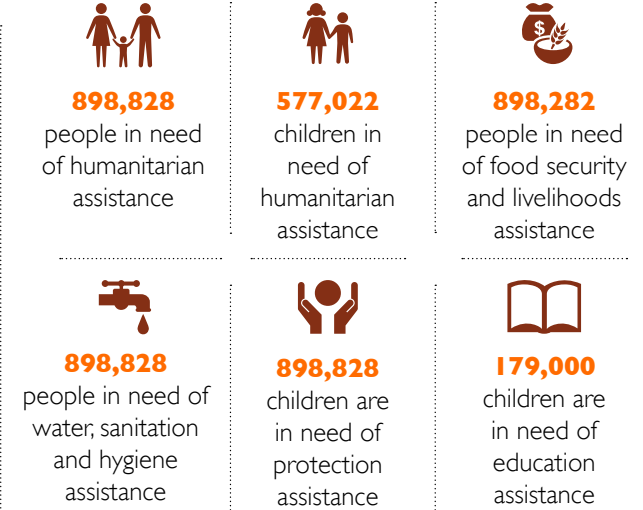 898,828
people in need
of humanitarian
assistance
577,022
children in
need of
humanitarian
assistance
$
898,282
people in need
of food security
and livelihoods
assistance
898,828
people in need of
water, sanitation
and hygiene
assistance
898,828
children are
in need of
protection
assistance
179,000
children are
in need of
education
assistance